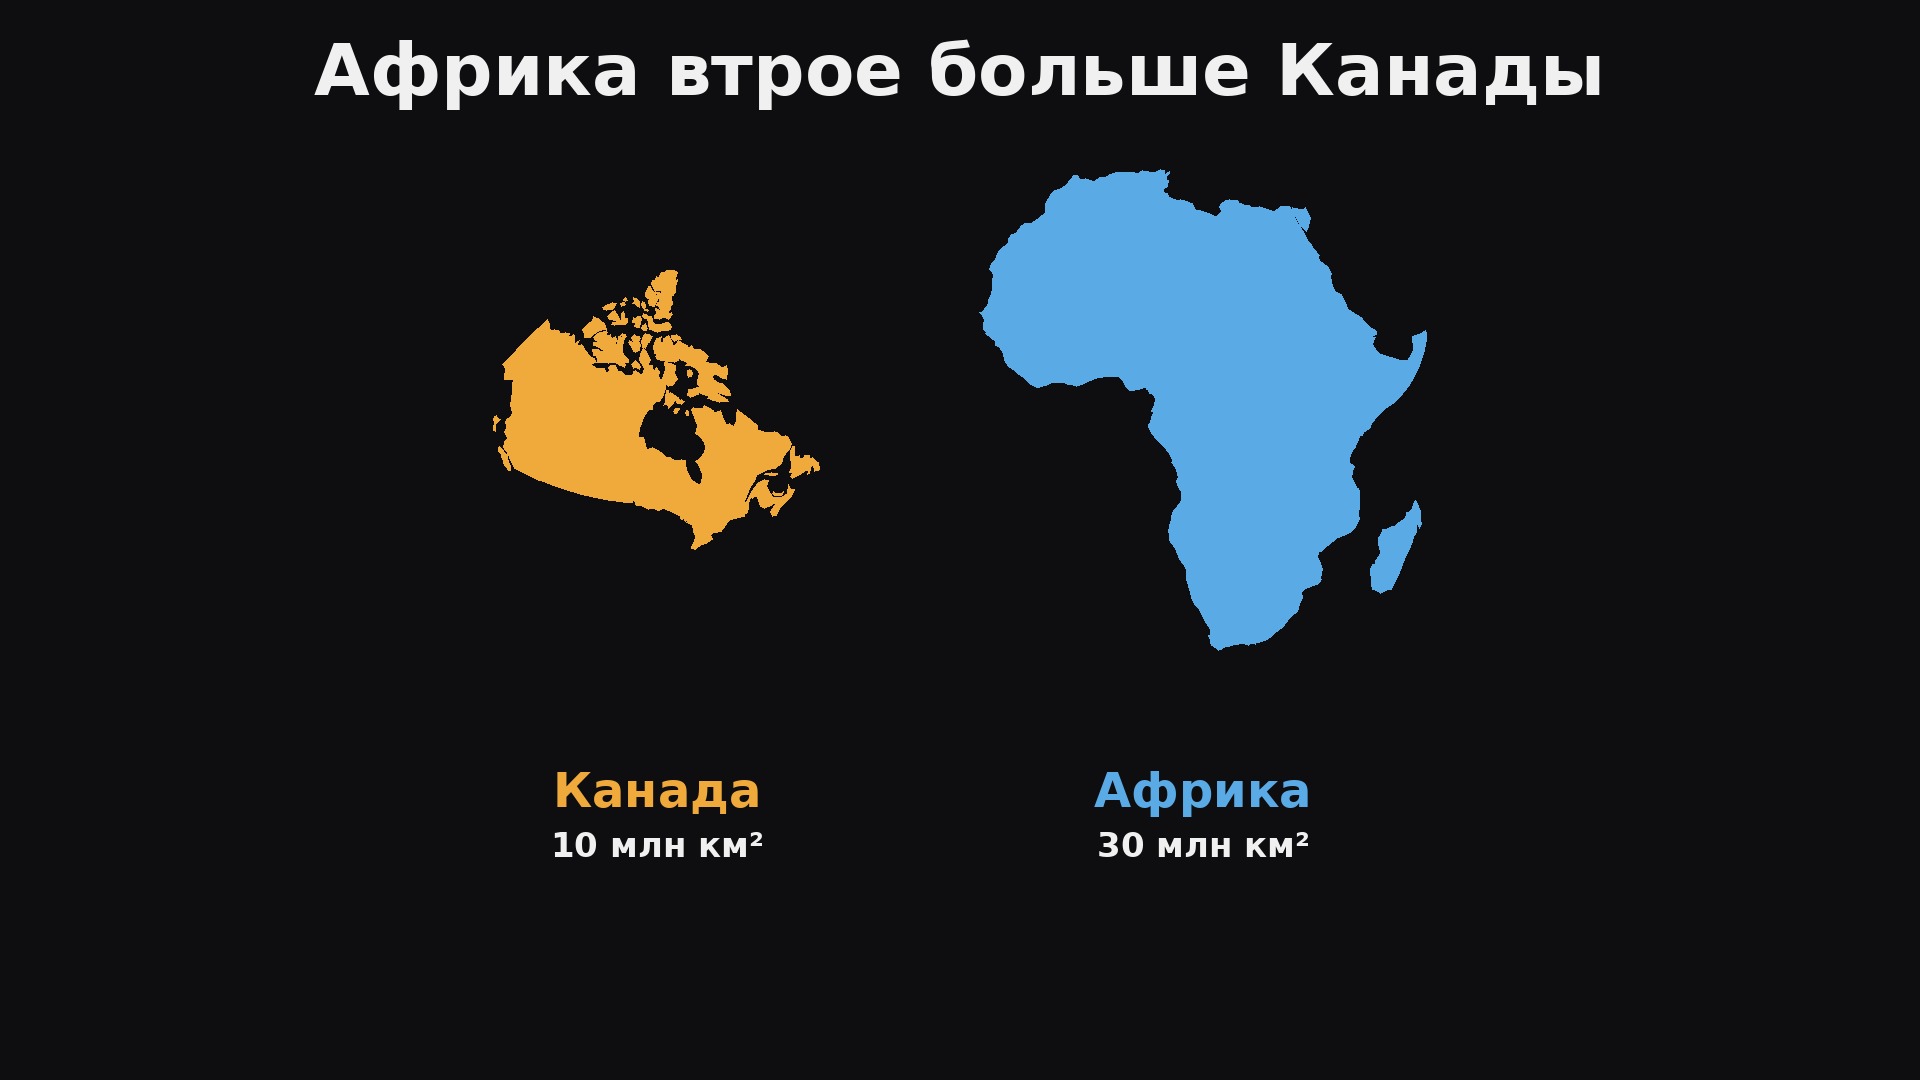 Африка втрое больше Канады
Канада
10 млн км²
Африка
30 млн км²